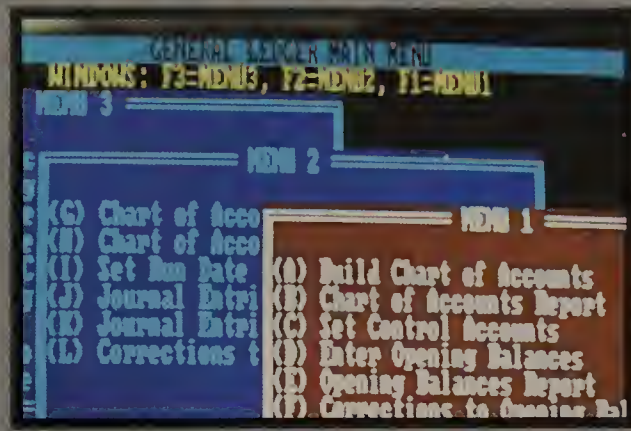 GENERAL LEDGER MAIN MENU
WINDOWS: F3=MENU3, F2=MENU2, F1=MENU1
MENU 3
MENU 2
(G) Chart of Acco
(H) Chart of Acco
(I) Set Run Date
(J) Journal Entri
(K) Journal Entri
(L) Corrections t
MENU 1
(A) Build Chart of Accounts
(B) Chart of Accounts Report
(C) Set Control Accounts
(D) Enter Opening Balances
(E) Opening Balances Report
(F) Corrections to Opening Bal